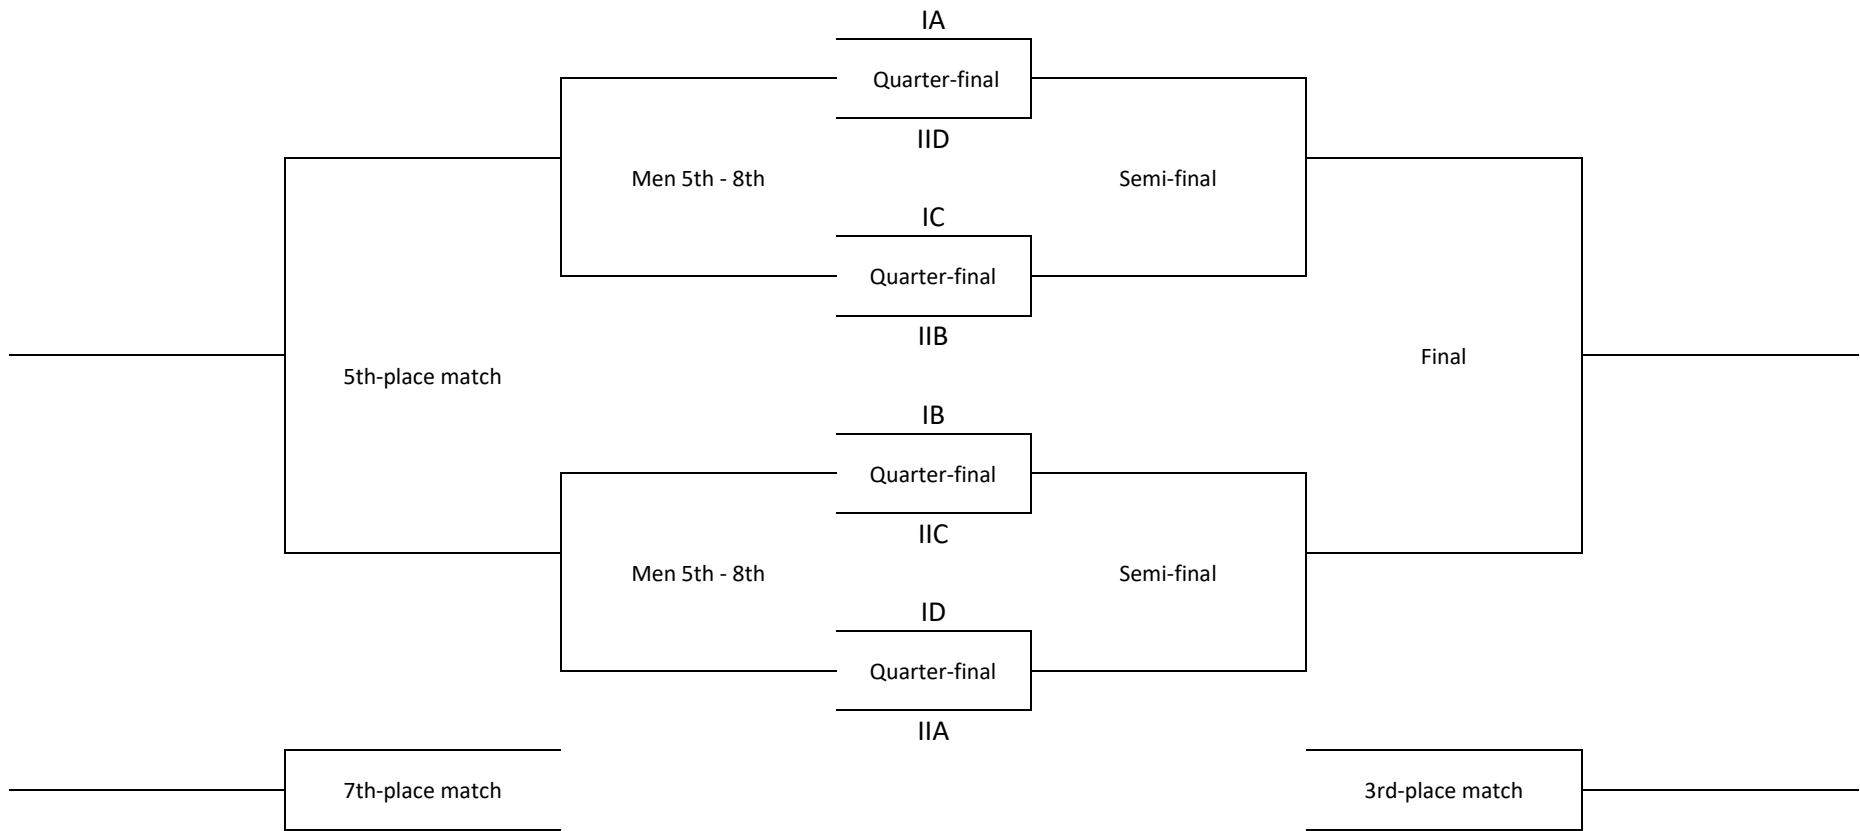 IA
Quarter-final
IID
Men 5th - 8th
Semi-final
IC
Quarter-final
IIB
Final
5th-place match
IB
Quarter-final
IIC
Men 5th - 8th
Semi-final
ID
Quarter-final
IIA
7th-place match
3rd-place match